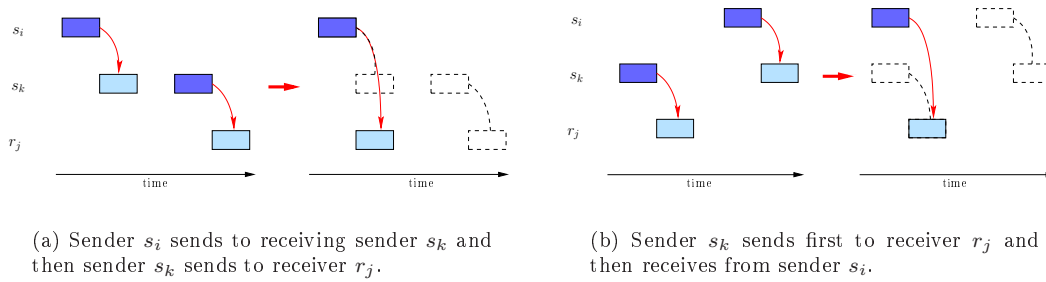 s_i
s_k
r_j
time
time
(a) Sender s_i sends to receiving sender s_k and
then sender s_k sends to receiver r_j.
s_i
s_k
r_j
time
time
(b) Sender s_k sends first to receiver r_j and
then receives from sender s_i.